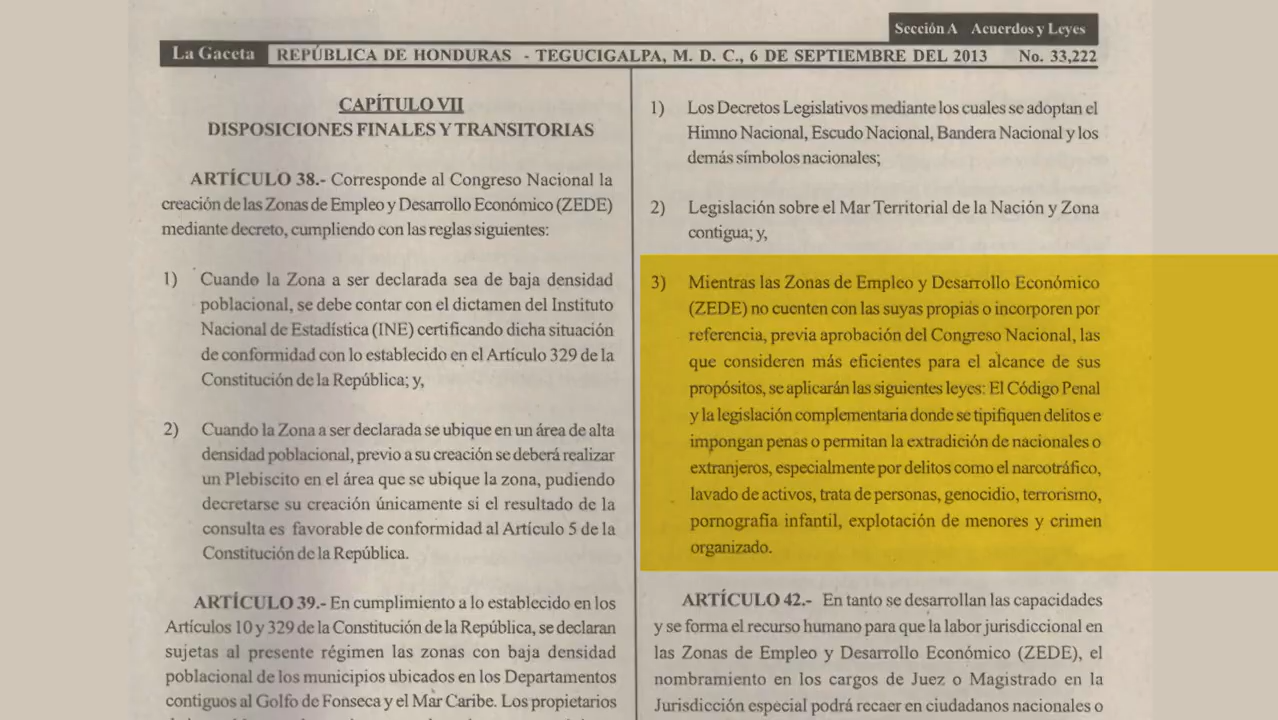 Sección A Acuerdos y Leyes
La Gaceta REPÚBLICA DE HONDURAS - TEGUCIGALPA, M. D. C., 6 DE SEPTIEMBRE DEL 2013 No. 33,222
CAPÍTULO VII
DISPOSICIONES FINALES Y TRANSITORIAS
ARTÍCULO 38.- Corresponde al Congreso Nacional la
creación de las Zonas de Empleo y Desarrollo Económico (ZEDE)
mediante decreto, cumpliendo con las reglas siguientes:
1) Cuando la Zona a ser declarada sea de baja densidad
poblacional, se debe contar con el dictamen del Instituto
Nacional de Estadística (INE) certificando dicha situación
de conformidad con lo establecido en el Artículo 329 de la
Constitución de la República; y,
2) Cuando la Zona a ser declarada se ubique en un área de alta
densidad poblacional, previo a su creación se deberá realizar
un Plebiscito en el área que se ubique la zona, pudiendo
decretarse su creación únicamente si el resultado de la
consulta es favorable de conformidad al Artículo 5 de la
Constitución de la República.
ARTÍCULO 39.- En cumplimiento a lo establecido en los
Artículos 10 y 329 de la Constitución de la República, se declaran
sujetas al presente régimen las zonas con baja densidad
poblacional de los municipios ubicados en los Departamentos
contiguos al Golfo de Fonseca y el Mar Caribe. Los propietarios
1) Los Decretos Legislativos mediante los cuales se adoptan el
Himno Nacional, Escudo Nacional, Bandera Nacional y los
demás símbolos nacionales;
2) Legislación sobre el Mar Territorial de la Nación y Zona
contigua; y,
3) Mientras las Zonas de Empleo y Desarrollo Económico
(ZEDE) no cuenten con las suyas propias o incorporen por
referencia, previa aprobación del Congreso Nacional, las
que consideren más eficientes para el alcance de sus
propósitos, se aplicarán las siguientes leyes: El Código Penal
y la legislación complementaria donde se tipifiquen delitos e
impongan penas o permitan la extradición de nacionales o
extranjeros, especialmente por delitos como el narcotráfico,
lavado de activos, trata de personas, genocidio, terrorismo,
pornografía infantil, explotación de menores y crimen
organizado.
ARTÍCULO 42.- En tanto se desarrollan las capacidades
y se forma el recurso humano para que la labor jurisdiccional en
las Zonas de Empleo y Desarrollo Económico (ZEDE), el
nombramiento en los cargos de Juez o Magistrado en la
Jurisdicción especial podrá recaer en ciudadanos nacionales o